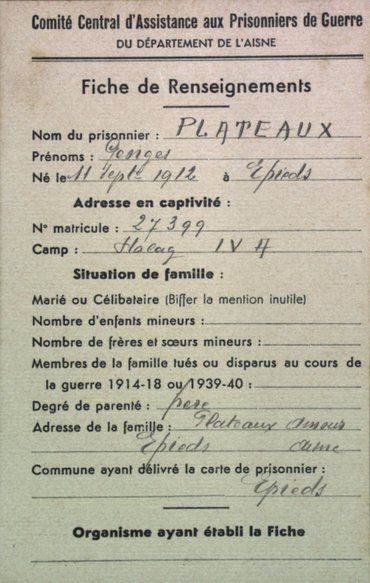 Comité Central d'Assistance aux Prisonniers de Guerre
DU DÉPARTEMENT DE L'AISNE
Fiche de Renseignements
Nom du prisonnier : PLATEAUX
Prénoms : Georges
Né le 11 Septbre 1912 à Epieds
Adresse en captivité :
N° matricule : 27399
Camp : Stalag IV A
Situation de famille :
Marié ou Célibataire (Biffer la mention inutile)
Nombre d'enfants mineurs :
Nombre de frères et sœurs mineurs :
Membres de la famille tués ou disparus au cours de
la guerre 1914-18 ou 1939-40 :
Degré de parenté : père
Adresse de la famille : Plateaux
Epieds Aisne
Commune ayant délivré la carte de prisonnier :
Epieds
Organisme ayant établi la Fiche